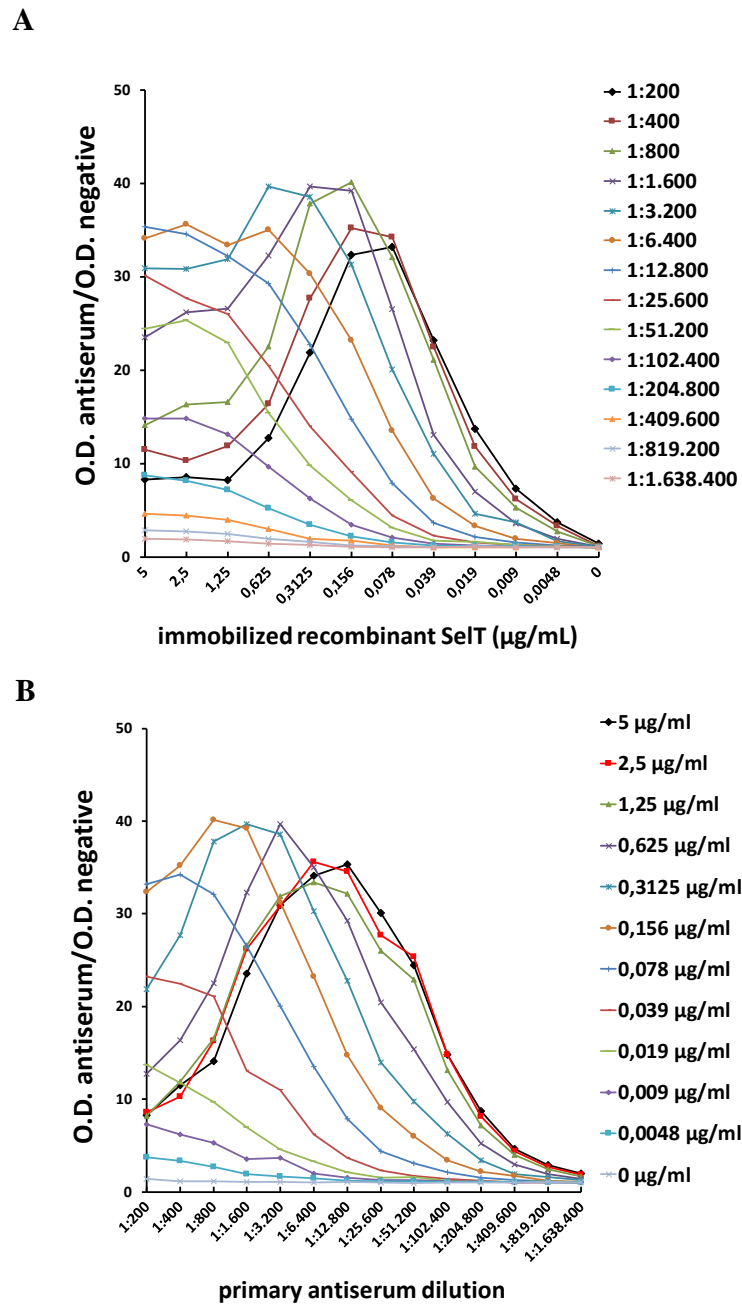 A
O.D. antiserum/O.D. negative
50
40
30
20
10
0
5
2,5
1,25
0,625
0,3125
0,156
0,078
0,039
0,019
0,009
0,0048
0
immobilized recombinant SelT (µg/mL)
1:200
1:400
1:800
1:1.600
1:3.200
1:6.400
1:12.800
1:25.600
1:51.200
1:102.400
1:204.800
1:409.600
1:819.200
1:1.638.400
B
O.D. antiserum/O.D. negative
50
40
30
20
10
0
1:200
1:400
1:800
1:1.600
1:3.200
1:6.400
1:12.800
1:25.600
1:51.200
1:102.400
1:204.800
1:409.600
1:819.200
1:1.638.400
primary antiserum dilution
5 µg/ml
2,5 µg/ml
1,25 µg/ml
0,625 µg/ml
0,3125 µg/ml
0,156 µg/ml
0,078 µg/ml
0,039 µg/ml
0,019 µg/ml
0,009 µg/ml
0,0048 µg/ml
0 µg/ml